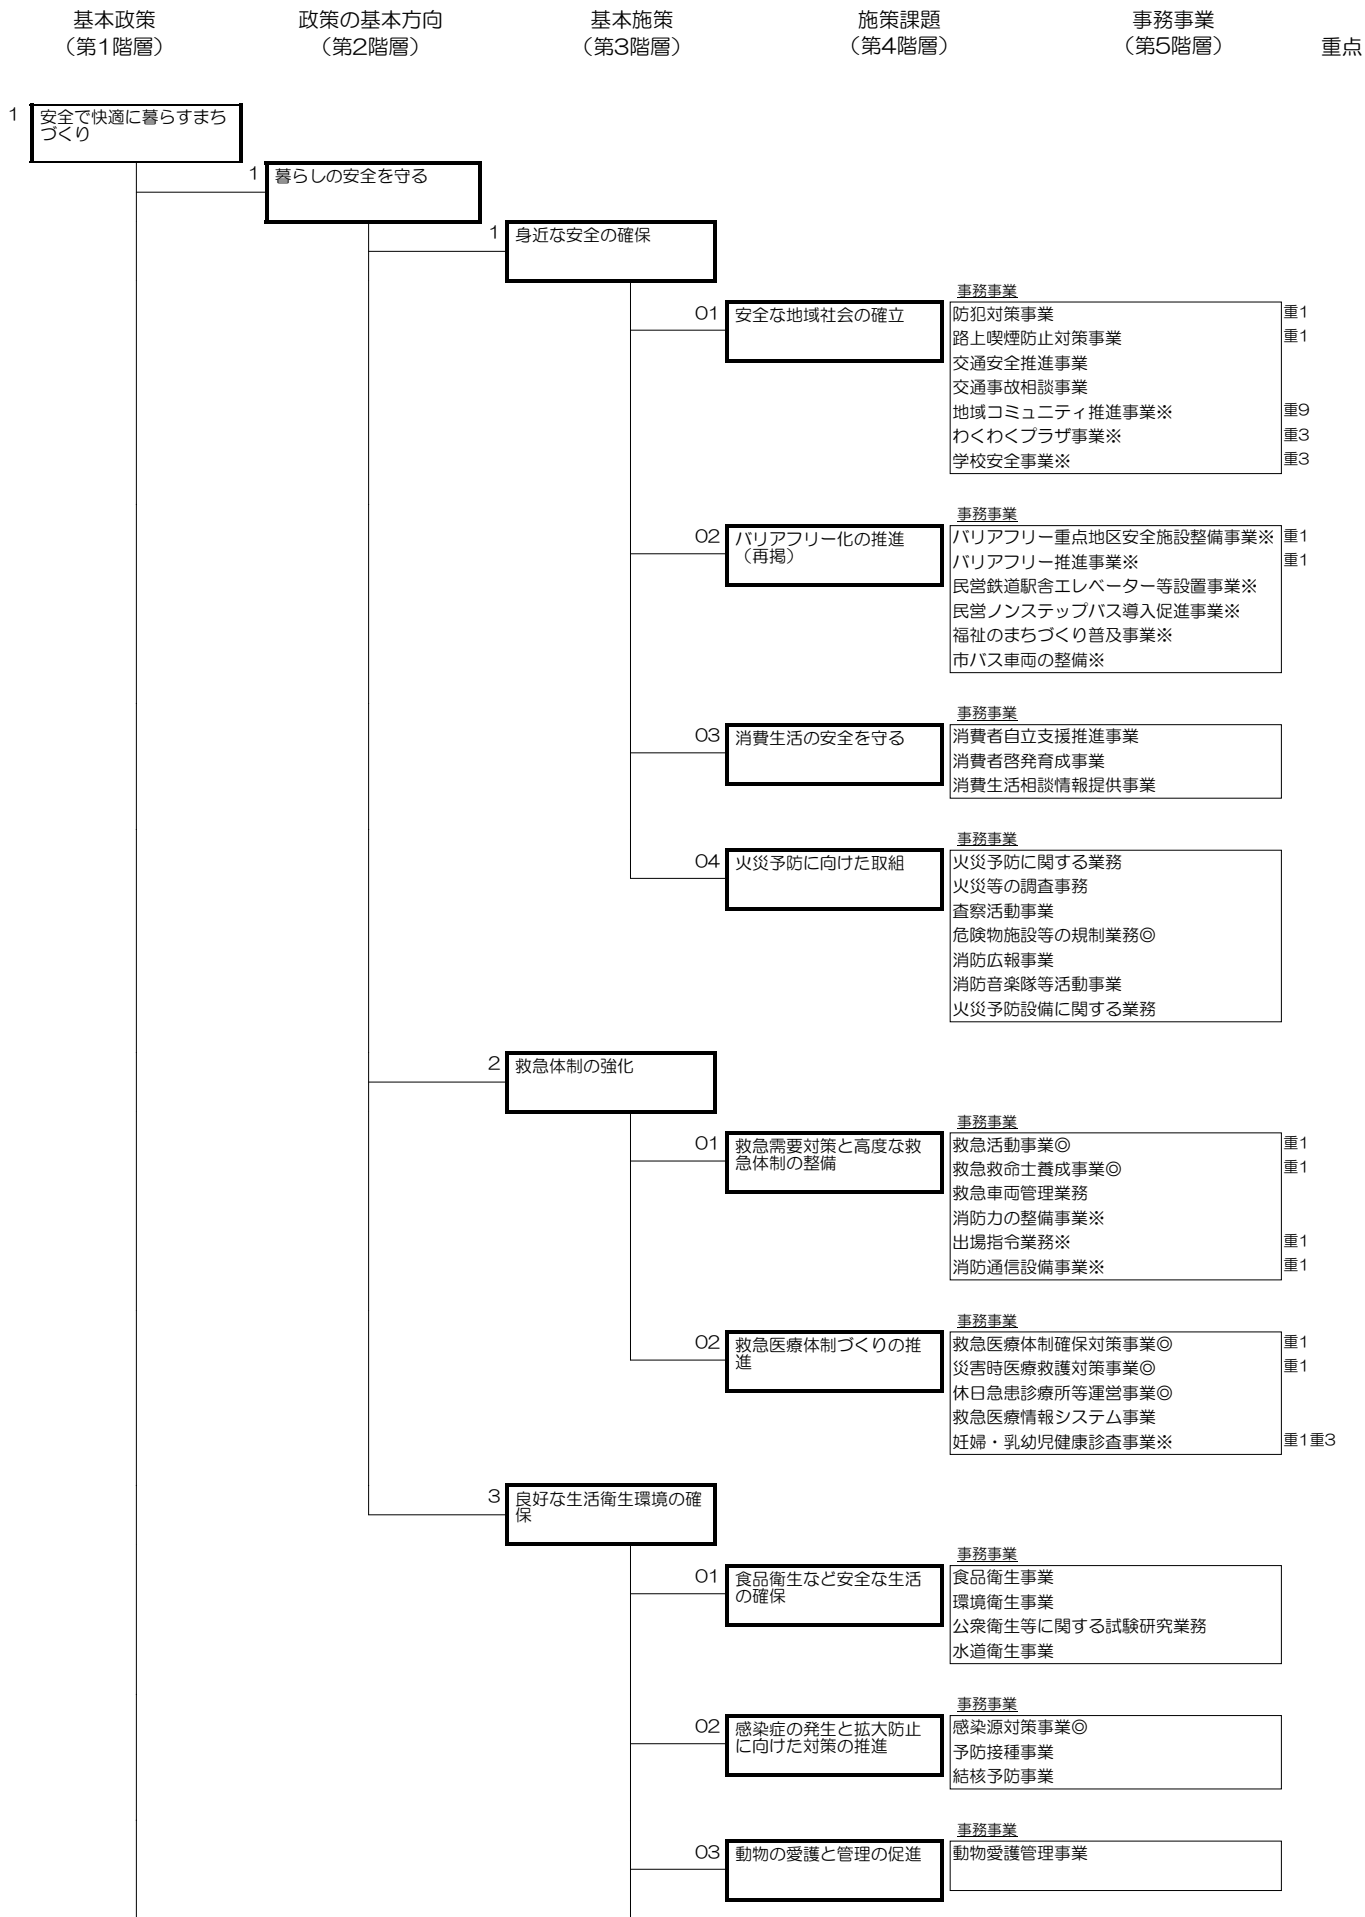 基本政策
（第1階層）
政策の基本方向
（第2階層）
基本施策
（第3階層）
施策課題
（第4階層）
事務事業
（第5階層）
重点
1
安全で快適に暮らすまち
づくり
1
暮らしの安全を守る
1
身近な安全の確保
01
安全な地域社会の確立
事務事業
防犯対策事業 重1
路上喫煙防止対策事業 重1
交通安全推進事業
交通事故相談事業
地域コミュニティ推進事業※ 重9
わくわくプラザ事業※ 重3
学校安全事業※ 重3
02
バリアフリー化の推進
（再掲）
事務事業
バリアフリー重点地区安全施設整備事業※ 重1
バリアフリー推進事業※ 重1
民営鉄道駅舎エレベーター等設置事業※
民営ノンステップバス導入促進事業※
福祉のまちづくり普及事業※
市バス車両の整備※
03
消費生活の安全を守る
事務事業
消費者自立支援推進事業
消費者啓発育成事業
消費生活相談情報提供事業
04
火災予防に向けた取組
事務事業
火災予防に関する業務
火災等の調査事務
査察活動事業
危険物施設等の規制業務◎
消防広報事業
消防音楽隊等活動事業
火災予防設備に関する業務
2
救急体制の強化
01
救急需要対策と高度な救
急体制の整備
事務事業
救急活動事業◎ 重1
救急救命士養成事業◎ 重1
救急車両管理業務
消防力の整備事業※
出場指令業務※ 重1
消防通信設備事業※ 重1
02
救急医療体制づくりの推
進
事務事業
救急医療体制確保対策事業◎ 重1
災害時医療救護対策事業◎ 重1
休日急患診療所等運営事業◎
救急医療情報システム事業
妊婦・乳幼児健康診査事業※ 重1重3
3
良好な生活衛生環境の確
保
01
食品衛生など安全な生活
の確保
事務事業
食品衛生事業
環境衛生事業
公衆衛生等に関する試験研究業務
水道衛生事業
02
感染症の発生と拡大防止
に向けた対策の推進
事務事業
感染源対策事業◎
予防接種事業
結核予防事業
03
動物の愛護と管理の促進
事務事業
動物愛護管理事業